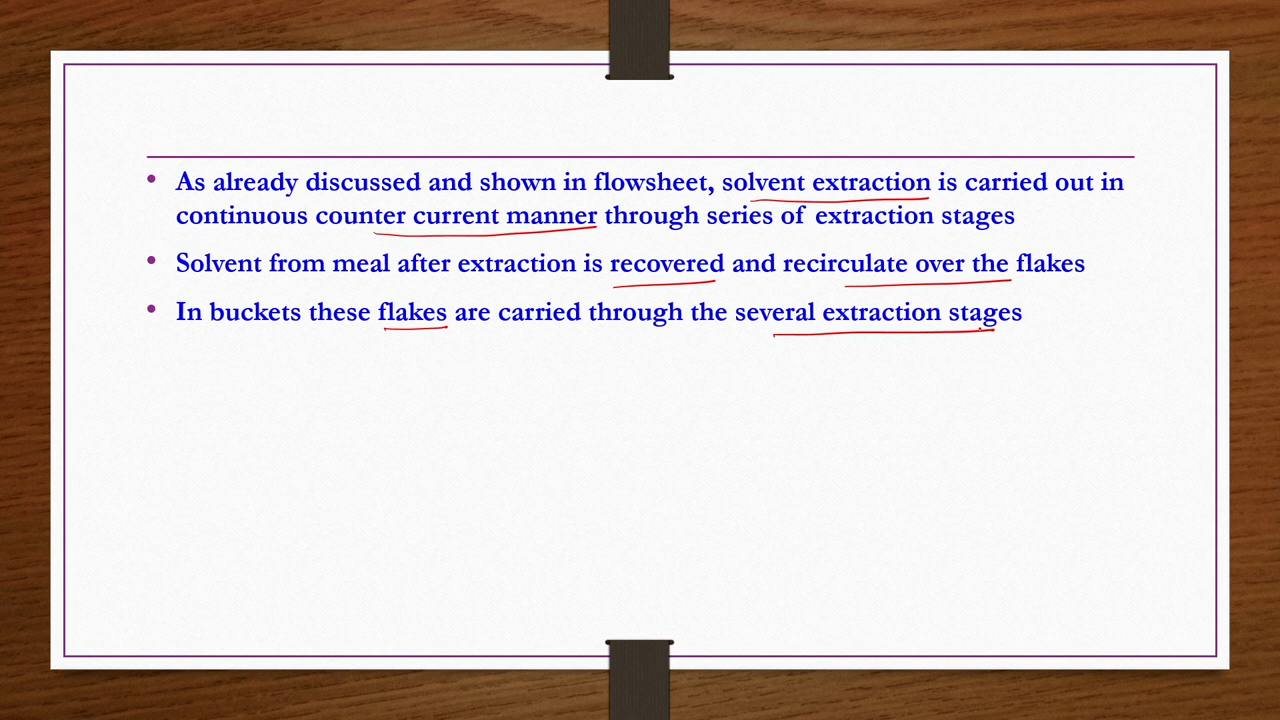 • As already discussed and shown in flowsheet, solvent extraction is carried out in
continuous counter current manner through series of extraction stages
• Solvent from meal after extraction is recovered and recirculate over the flakes
• In buckets these flakes are carried through the several extraction stages